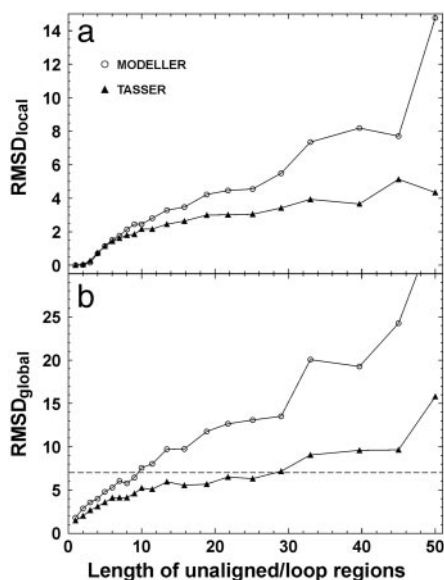 a
MODELLER
TASSER
RMSDlocal
14
12
10
8
6
4
2
0
b
RMSDglobal
25
20
15
10
5
0
0 10 20 30 40 50
Length of unaligned/loop regions